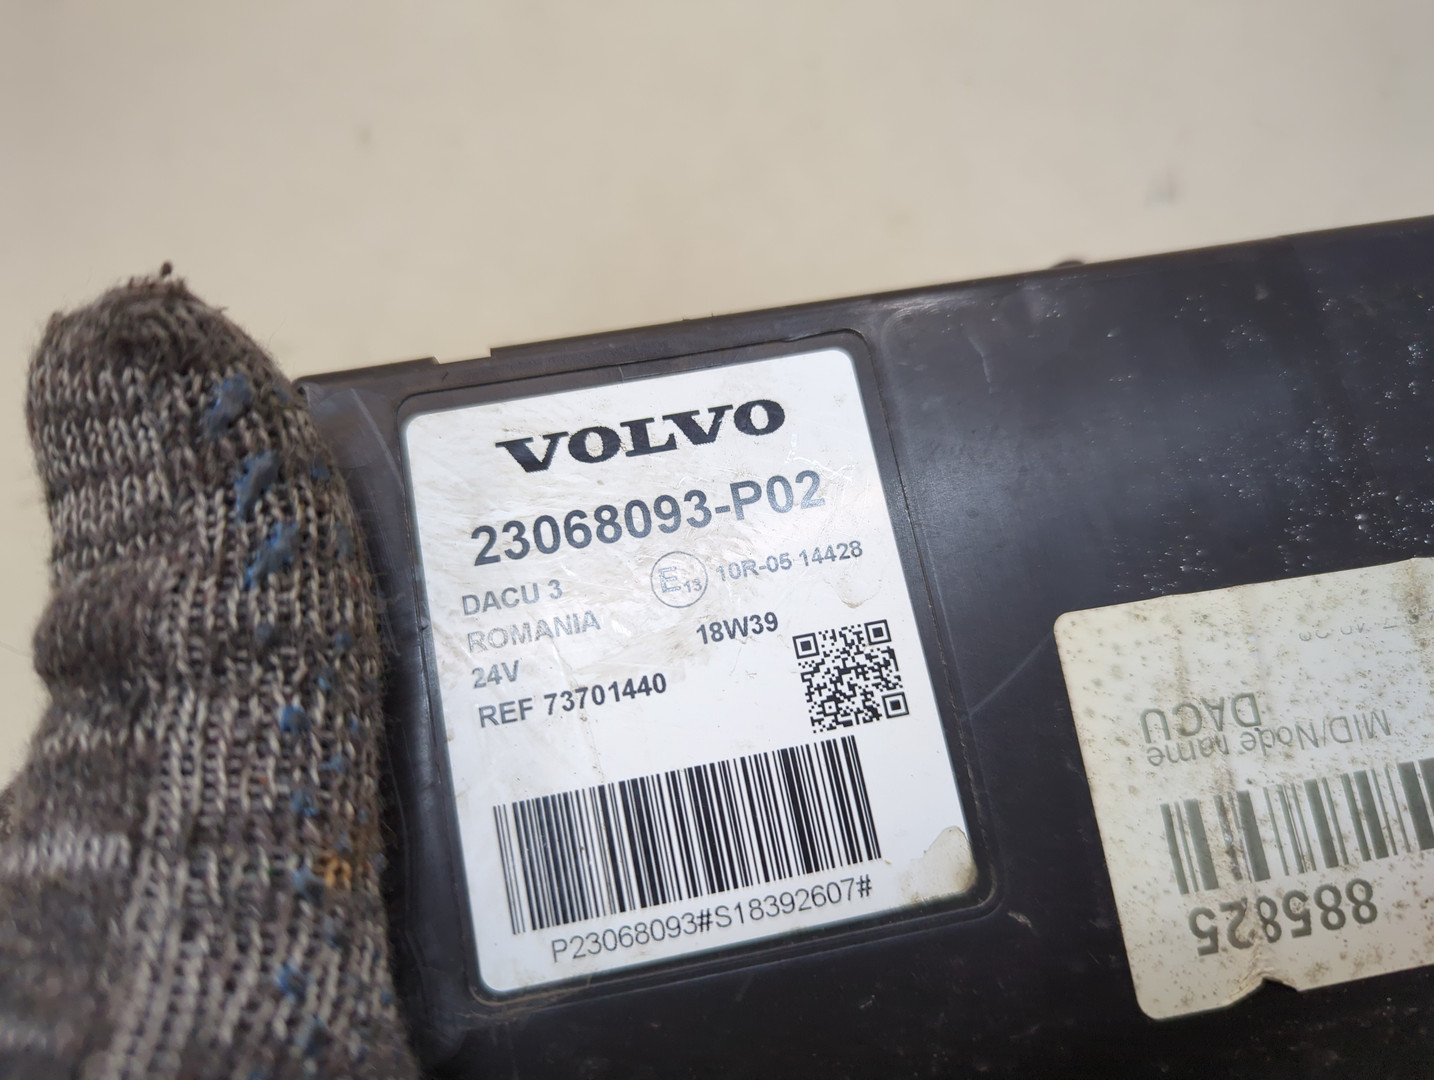 VOLVO
23068093-P02
DACU 3
E13 10R-05 14428
ROMANIA
18W39
24V
REF 73701440
P23068093#S18392607#
885825
MID/Node name
DACU